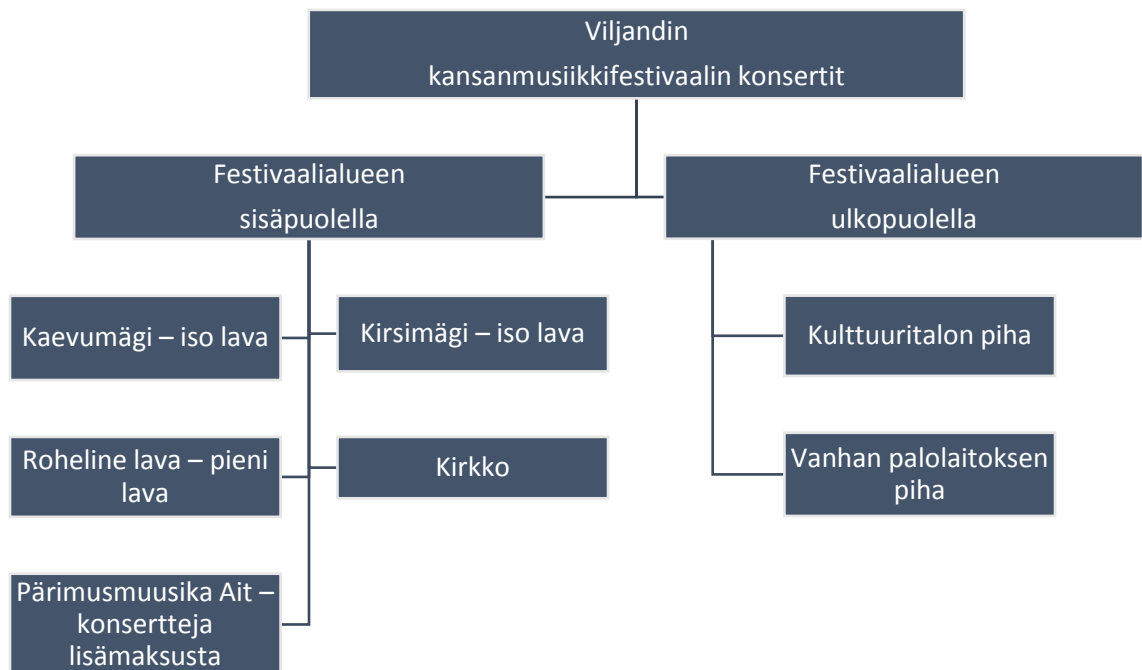 Viljandin
kansanmusiikkifestivaalin konsertit
Festivaalialueen
sisäpuolella
Festivaalialueen
ulkopuolella
Kaevumägi – iso lava
Kirsimägi – iso lava
Kulttuuritalon piha
Roheline lava – pieni
lava
Kirkko
Vanhan palolaitoksen
piha
Pärimusmuusika Ait –
konsertteja
lisämaksusta